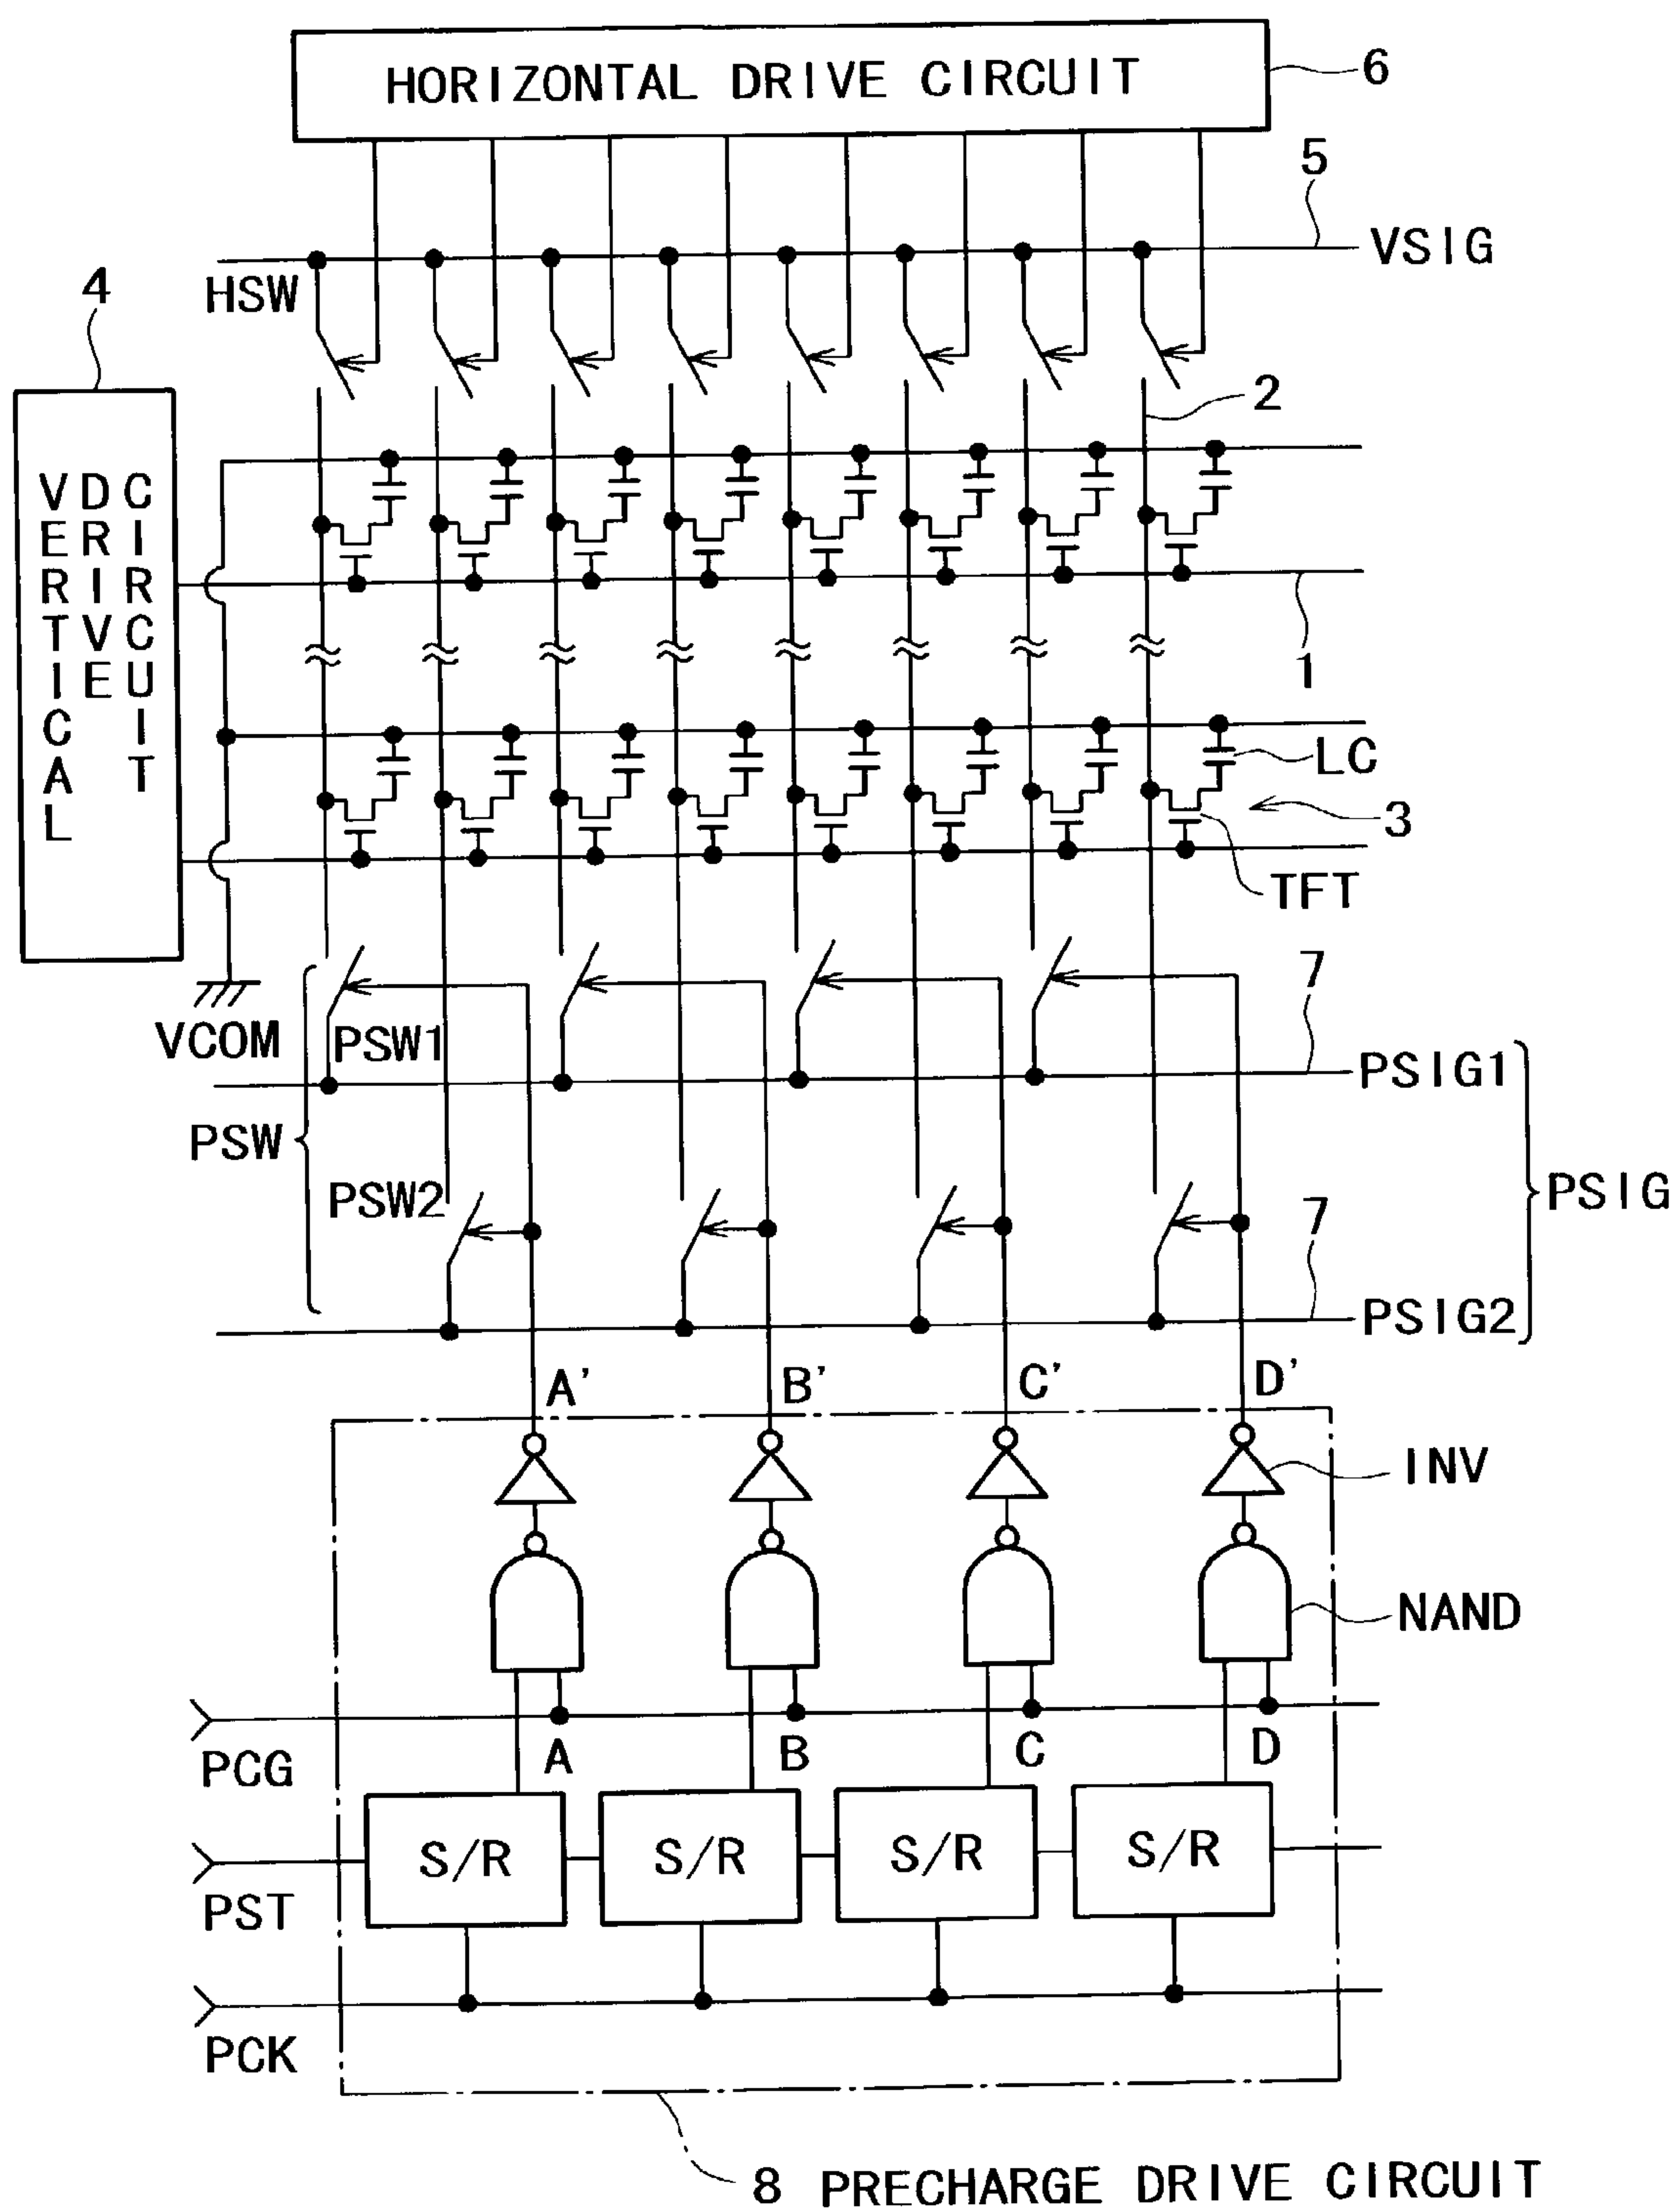 HORIZONTAL DRIVE CIRCUIT
6
5
VSIG
HSW
4
2
VERTICAL DRIVE CIRCUIT
1
LC
3
TFT
7
VCOM
PSW1
PSIG1
PSW
PSIG
PSW2
7
PSIG2
A'
B'
C'
D'
INV
NAND
PCG
A
B
C
D
S/R
S/R
S/R
S/R
PST
PCK
8 PRECHARGE DRIVE CIRCUIT